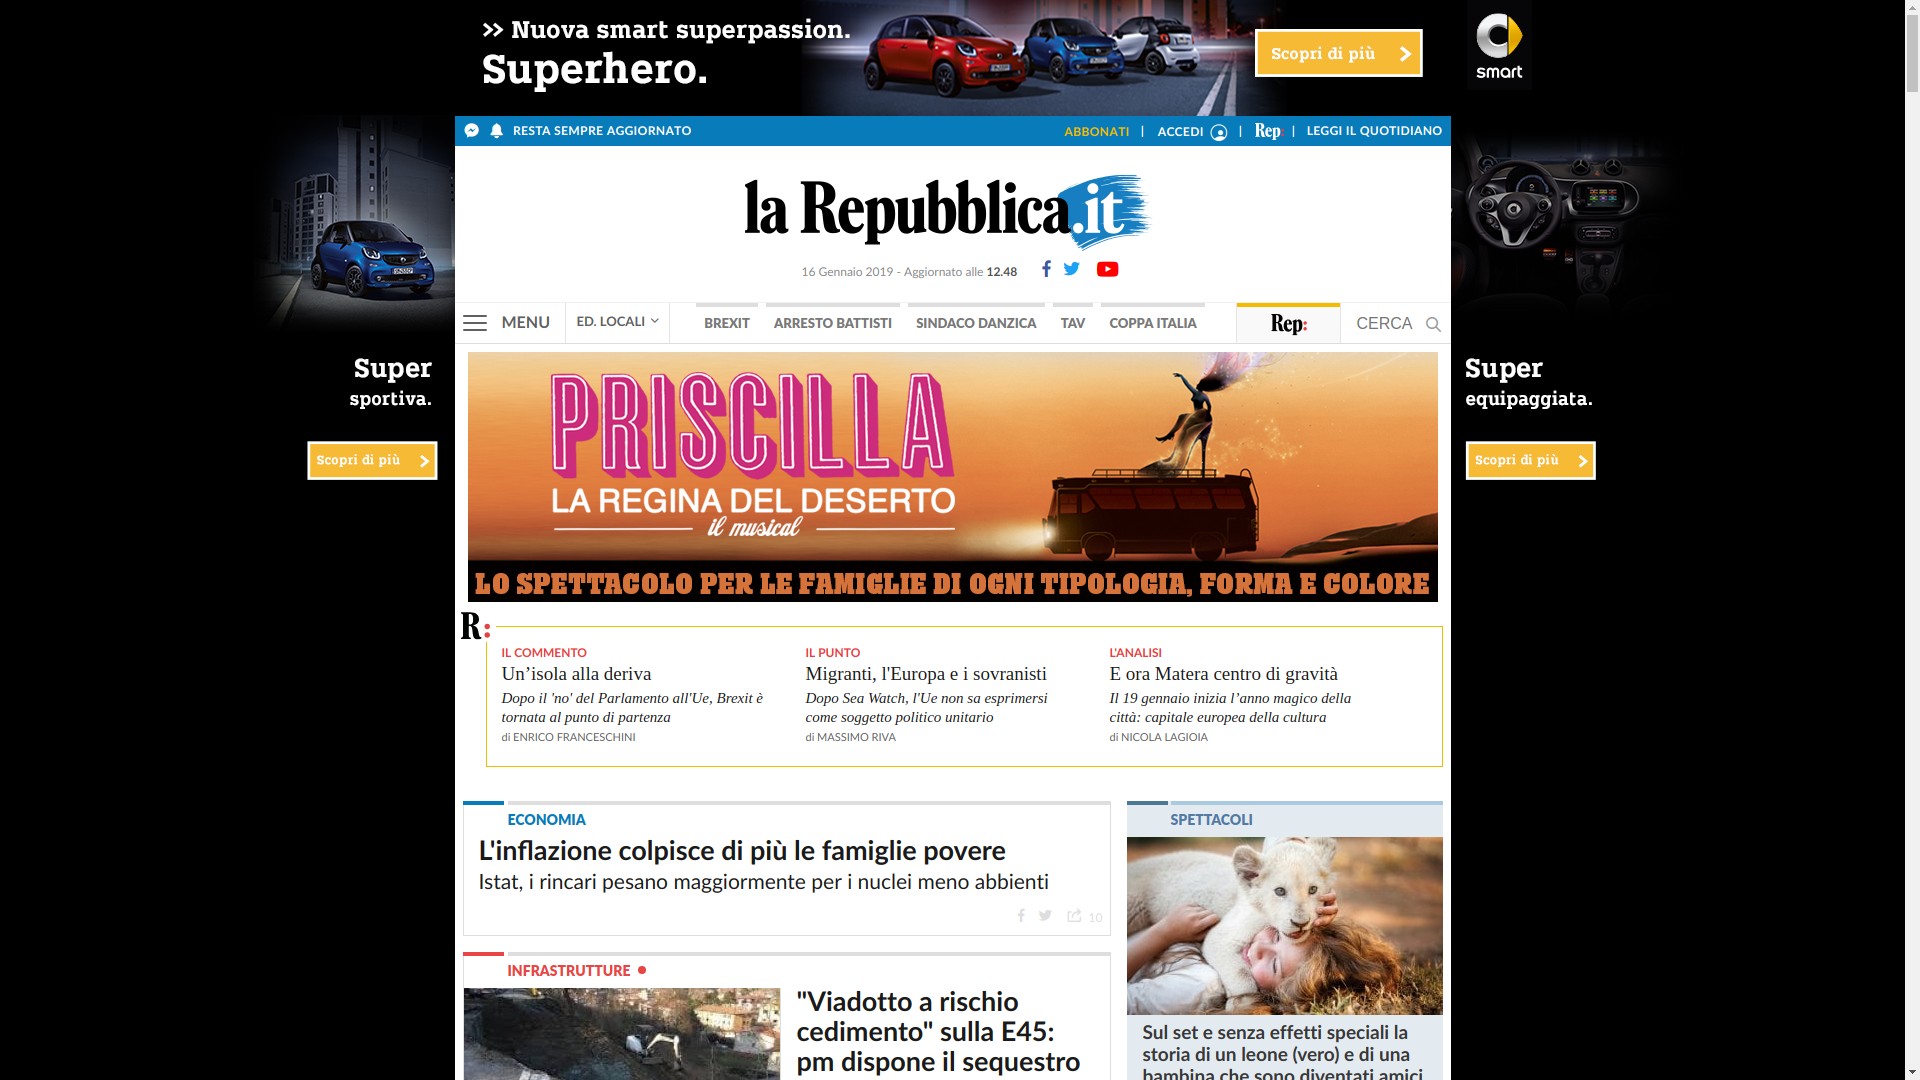 >> Nuova smart superpassion.
Superhero.
Scopri di più
smart
RESTA SEMPRE AGGIORNATO
ABBONATI | ACCEDI | Rep: | LEGGI IL QUOTIDIANO
la Repubblica.it
16 Gennaio 2019 - Aggiornato alle 12.48
MENU
ED. LOCALI
BREXIT
ARRESTO BATTISTI
SINDACO DANZICA
TAV
COPPA ITALIA
Rep:
CERCA
Super
sportiva.
Scopri di più
Super
equipaggiata.
Scopri di più
PRISCILLA
LA REGINA DEL DESERTO
il musical
LO SPETTACOLO PER LE FAMIGLIE DI OGNI TIPOLOGIA, FORMA E COLORE
R:
IL COMMENTO
Un’isola alla deriva
Dopo il 'no' del Parlamento all'Ue, Brexit è
tornata al punto di partenza
di ENRICO FRANCESCHINI
IL PUNTO
Migranti, l'Europa e i sovranisti
Dopo Sea Watch, l'Ue non sa esprimersi
come soggetto politico unitario
di MASSIMO RIVA
L'ANALISI
E ora Matera centro di gravità
Il 19 gennaio inizia l’anno magico della
città: capitale europea della cultura
di NICOLA LAGIOIA
ECONOMIA
L'inflazione colpisce di più le famiglie povere
Istat, i rincari pesano maggiormente per i nuclei meno abbienti
10
INFRASTRUTTURE
"Viadotto a rischio
cedimento" sulla E45:
pm dispone il sequestro
SPETTACOLI
Sul set e senza effetti speciali la
storia di un leone (vero) e di una
bambina che sono diventati amici